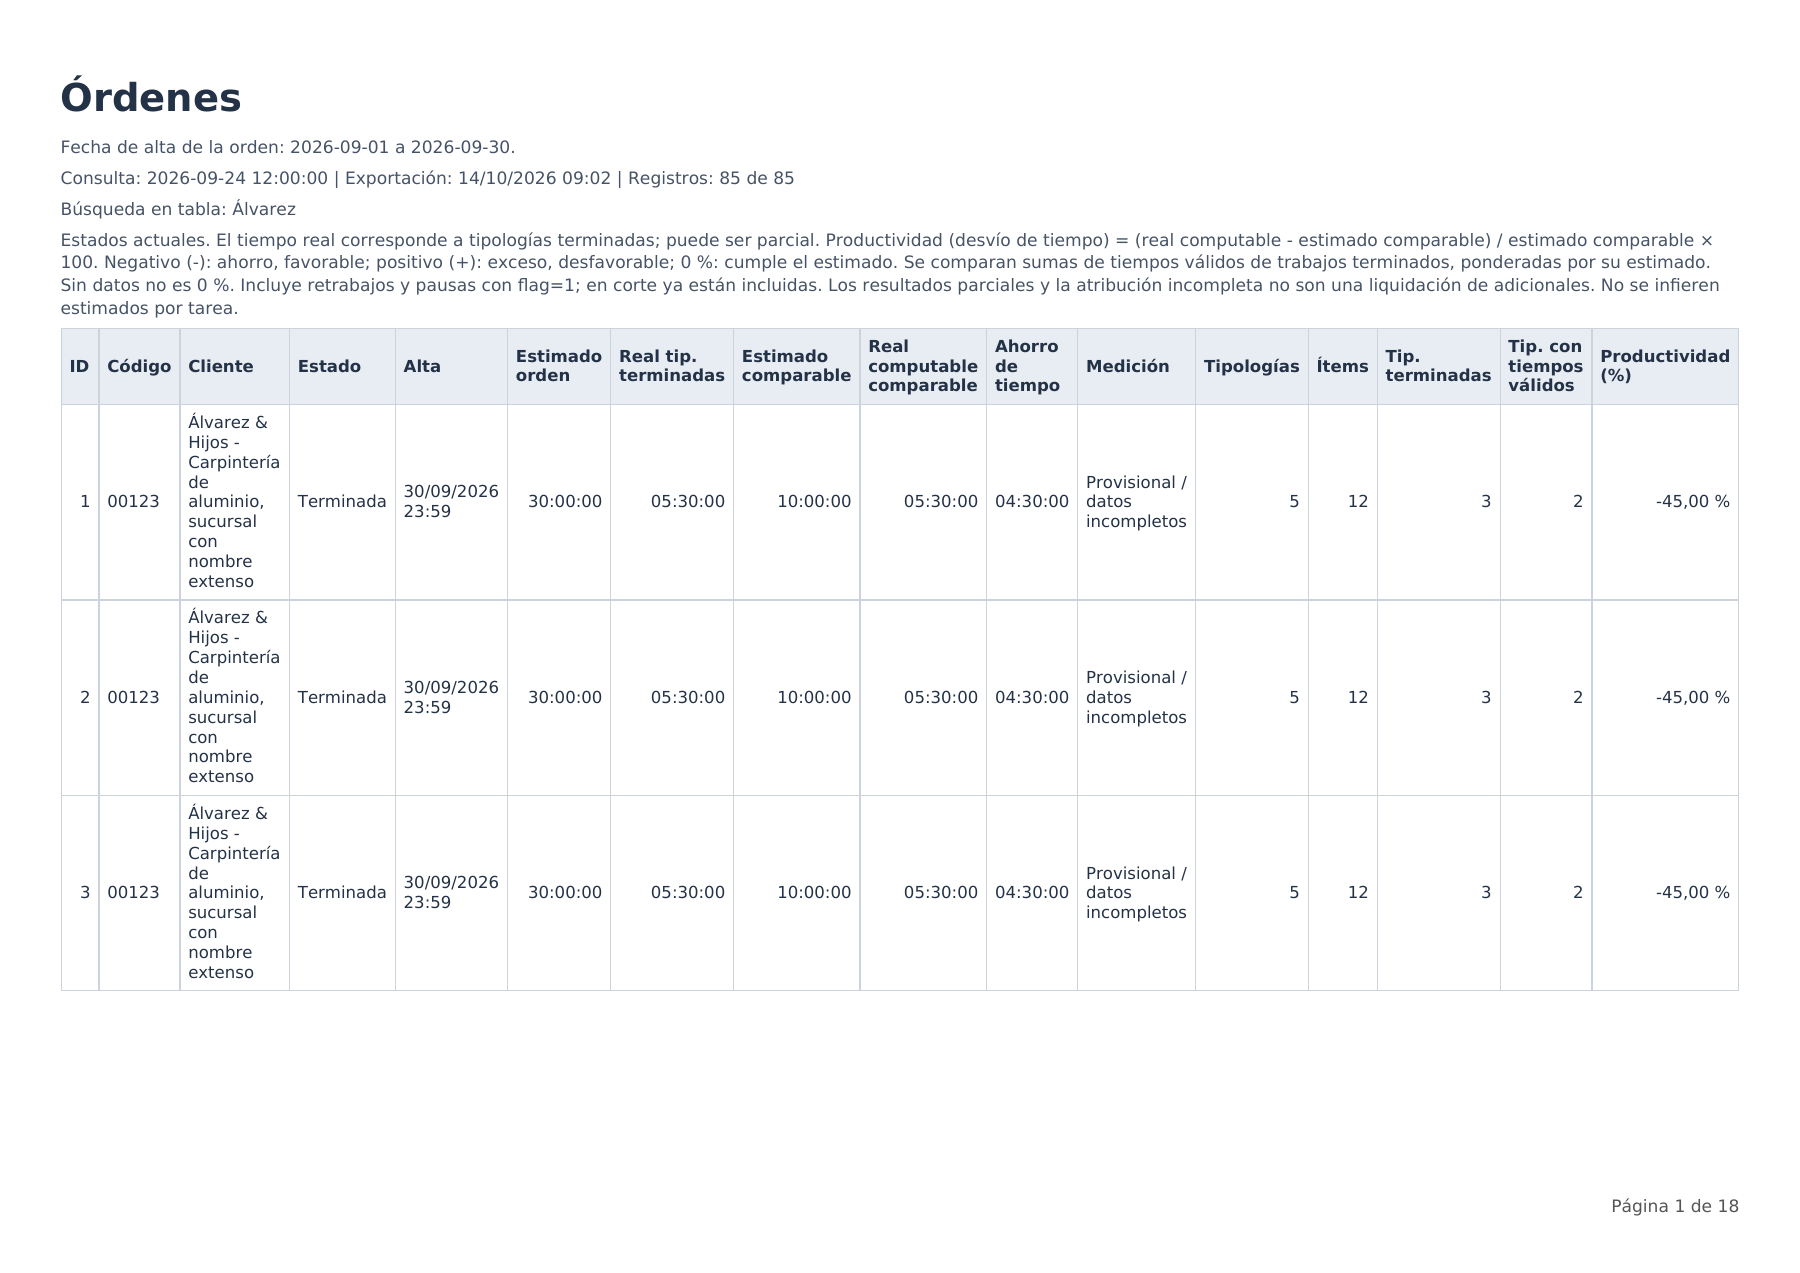 Órdenes
Fecha de alta de la orden: 2026-09-01 a 2026-09-30.
Consulta: 2026-09-24 12:00:00 | Exportación: 14/10/2026 09:02 | Registros: 85 de 85
Búsqueda en tabla: Álvarez
Estados actuales. El tiempo real corresponde a tipologías terminadas; puede ser parcial. Productividad (desvío de tiempo) = (real computable - estimado comparable) / estimado comparable ×
100. Negativo (-): ahorro, favorable; positivo (+): exceso, desfavorable; 0 %: cumple el estimado. Se comparan sumas de tiempos válidos de trabajos terminados, ponderadas por su estimado.
Sin datos no es 0 %. Incluye retrabajos y pausas con flag=1; en corte ya están incluidas. Los resultados parciales y la atribución incompleta no son una liquidación de adicionales. No se infieren
estimados por tarea.
ID
Código
Cliente
Estado
Alta
Estimado
orden
Real tip.
terminadas
Estimado
comparable
Real
computable
comparable
Ahorro
de
tiempo
Medición
Tipologías
Ítems
Tip.
terminadas
Tip. con
tiempos
válidos
Productividad
(%)
1
00123
Álvarez &
Hijos -
Carpintería
de
aluminio,
sucursal
con
nombre
extenso
Terminada
30/09/2026
23:59
30:00:00
05:30:00
10:00:00
05:30:00
04:30:00
Provisional /
datos
incompletos
5
12
3
2
-45,00 %
2
00123
Álvarez &
Hijos -
Carpintería
de
aluminio,
sucursal
con
nombre
extenso
Terminada
30/09/2026
23:59
30:00:00
05:30:00
10:00:00
05:30:00
04:30:00
Provisional /
datos
incompletos
5
12
3
2
-45,00 %
3
00123
Álvarez &
Hijos -
Carpintería
de
aluminio,
sucursal
con
nombre
extenso
Terminada
30/09/2026
23:59
30:00:00
05:30:00
10:00:00
05:30:00
04:30:00
Provisional /
datos
incompletos
5
12
3
2
-45,00 %
Página 1 de 18